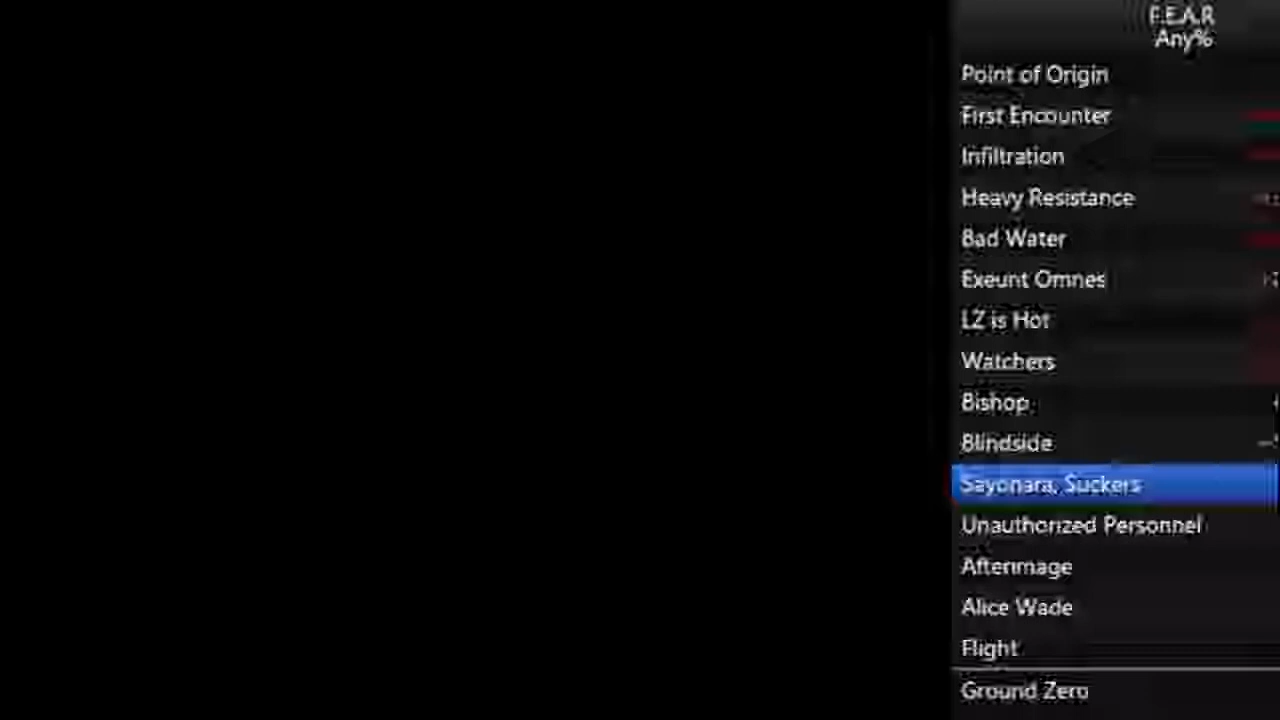 F.E.A.R
Any%
Point of Origin
First Encounter
Infiltration
Heavy Resistance
Bad Water
Exeunt Omnes
LZ is Hot
Watchers
Bishop
Blindside
Sayonara, Suckers
Unauthorized Personnel
Afterimage
Alice Wade
Flight
Ground Zero